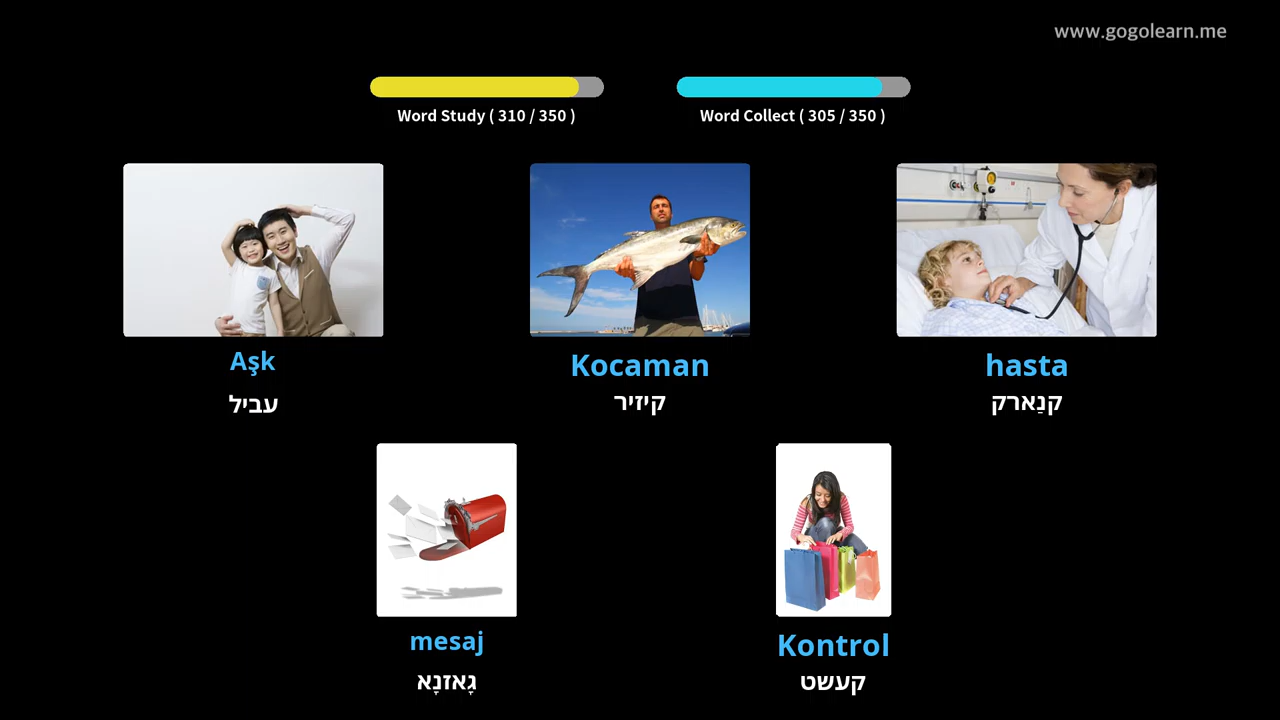 www.gogolearn.me
Word Study ( 310 / 350 )
Word Collect ( 305 / 350 )
Aşk
עביל
Kocaman
קיזיר
hasta
קנַארק
mesaj
גָאזנָא
Kontrol
קעשט